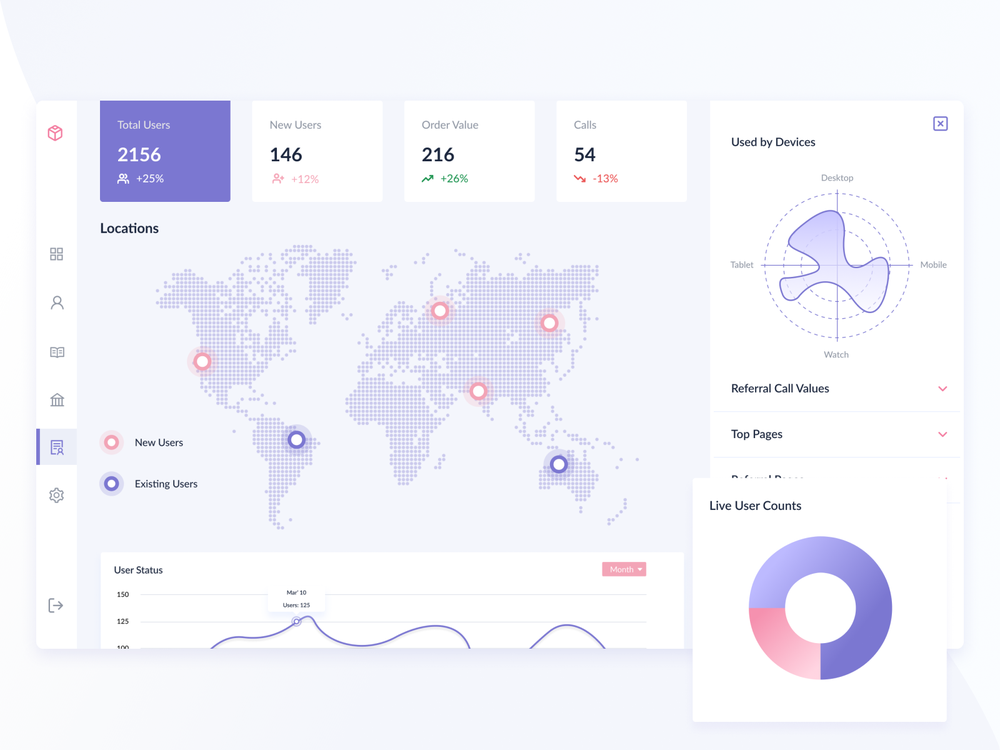 Total Users
2156
+25%
New Users
146
+12%
Order Value
216
+26%
Calls
54
-13%
Locations
New Users
Existing Users
User Status
Month
150
125
100
Mar' 10
Users: 125
Used by Devices
Desktop
Tablet
Mobile
Watch
Referral Call Values
Top Pages
Live User Counts